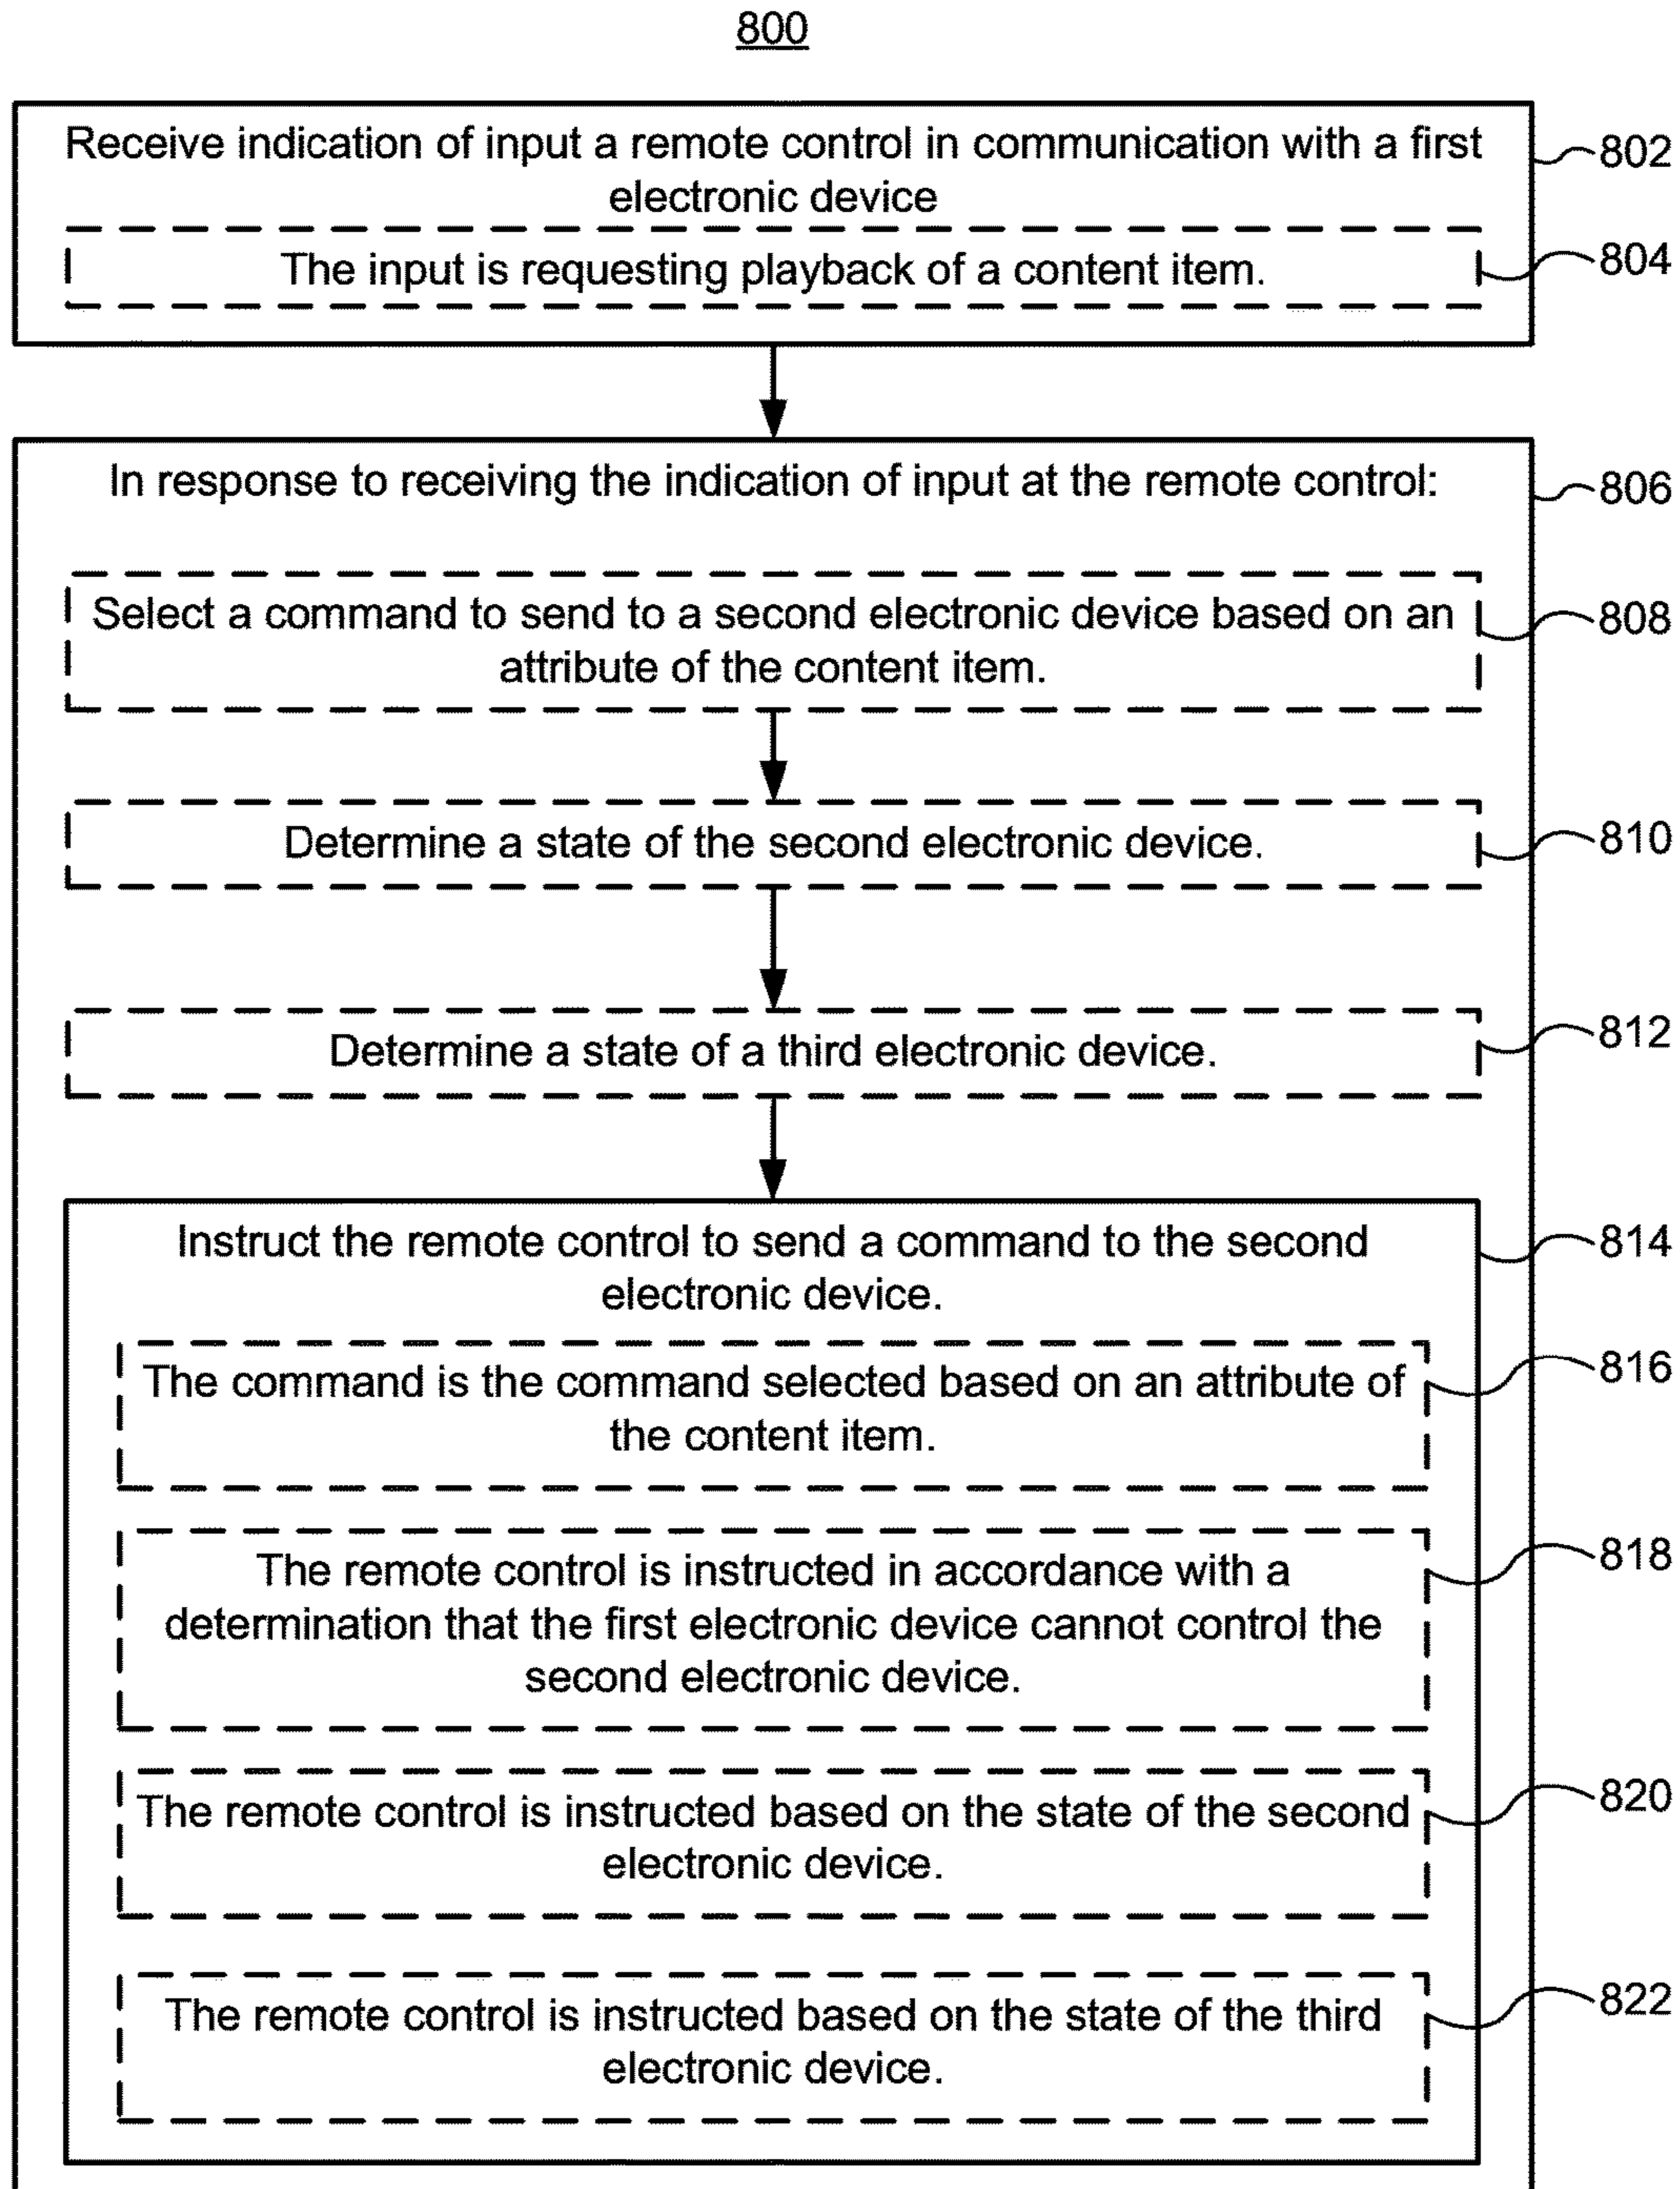 800
Receive indication of input a remote control in communication with a first
electronic device
802
The input is requesting playback of a content item.
804
In response to receiving the indication of input at the remote control:
806
Select a command to send to a second electronic device based on an
attribute of the content item.
808
Determine a state of the second electronic device.
810
Determine a state of a third electronic device.
812
Instruct the remote control to send a command to the second
electronic device.
814
The command is the command selected based on an attribute of
the content item.
816
The remote control is instructed in accordance with a
determination that the first electronic device cannot control the
second electronic device.
818
The remote control is instructed based on the state of the second
electronic device.
820
The remote control is instructed based on the state of the third
electronic device.
822